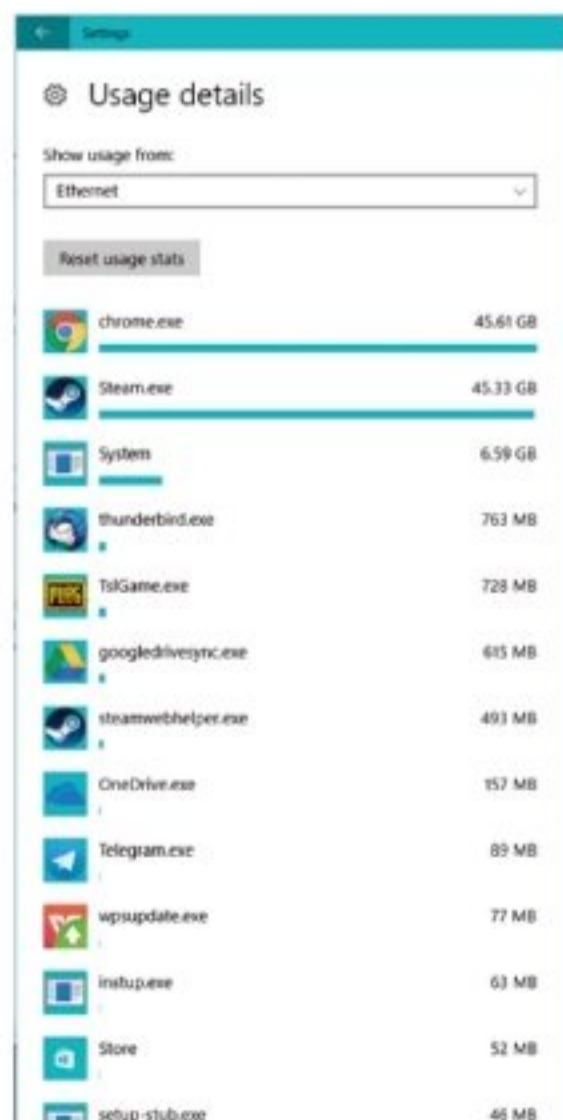 Settings
Usage details
Show usage from:
Ethernet
Reset usage stats
chrome.exe 45.61 GB
Steam.exe 45.33 GB
System 6.59 GB
thunderbird.exe 763 MB
PUBG
TslGame.exe 728 MB
googledrivesync.exe 615 MB
steamwebhelper.exe 493 MB
OneDrive.exe 157 MB
Telegram.exe 89 MB
wpsupdate.exe 77 MB
instup.exe 63 MB
Store 52 MB
setup-stub.exe 46 MB